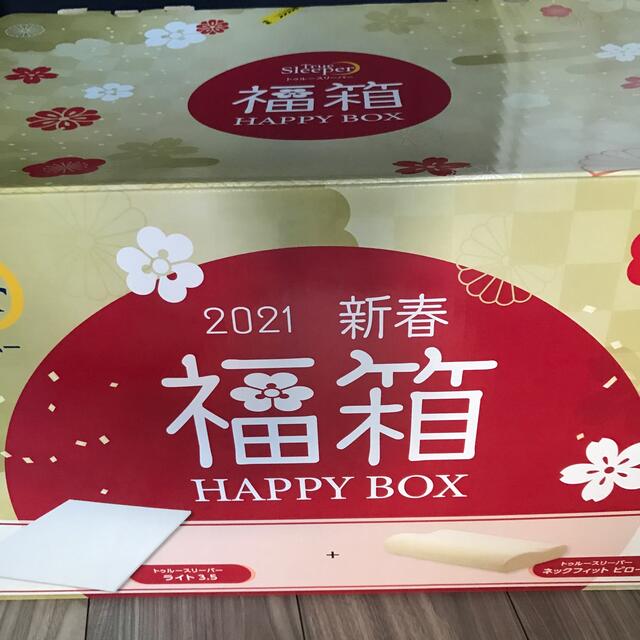 True
Sleeper
トゥルースリーパー
福箱
HAPPY BOX
2021 新春
福箱
HAPPY BOX
トゥルースリーパー
ライト3.5
+
トゥルースリーパー
ネックフィット ピロー